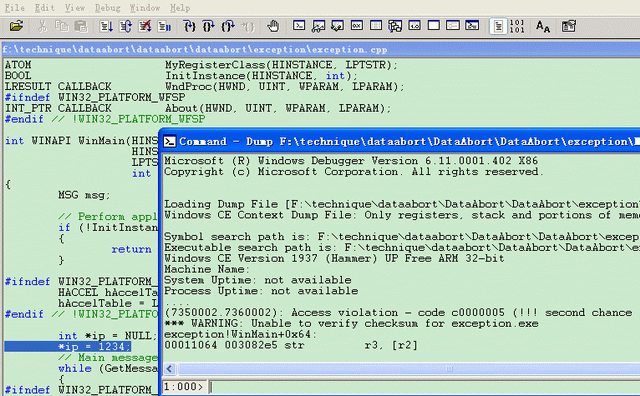 File Edit View Debug Window Help
101
101
A A
f:\technique\dataabort\dataabort\dataabort\exception\exception.cpp
ATOM MyRegisterClass(HINSTANCE, LPTSTR);
BOOL InitInstance(HINSTANCE, int);
LRESULT CALLBACK WndProc(HWND, UINT, WPARAM, LPARAM);
#ifndef WIN32_PLATFORM_WFSP
INT_PTR CALLBACK About(HWND, UINT, WPARAM, LPARAM);
#endif // !WIN32_PLATFORM_WFSP
int WINAPI WinMain(HINS
HINS
LPTS
int
{
MSG msg;
// Perform appl
if (!InitInstan
{
return
}
#ifndef WIN32_PLATFORM_
HACCEL hAccelTa
hAccelTable = L
#endif // !WIN32_PLATFO
int *ip = NULL;
*ip = 1234;
// Main message
while (GetMessa
{
#ifndef WIN32_PLATFORM_
Command - Dump F:\technique\dataabort\DataAbort\DataAbort\exception\
Microsoft (R) Windows Debugger Version 6.11.0001.402 X86
Copyright (c) Microsoft Corporation. All rights reserved.
Loading Dump File [F:\technique\dataabort\DataAbort\DataAbort\exception
Windows CE Context Dump File: Only registers, stack and portions of mem
Symbol search path is: F:\technique\dataabort\DataAbort\DataAbort\excep
Executable search path is: F:\technique\dataabort\DataAbort\DataAbort\e
Windows CE Version 1937 (Hammer) UP Free ARM 32-bit
Machine Name:
System Uptime: not available
Process Uptime: not available
....
(7350002.7360002): Access violation - code c0000005 (!!! second chance
*** WARNING: Unable to verify checksum for exception.exe
exception!WinMain+0x64:
00011064 003082e5 str r3, [r2]
1:000>